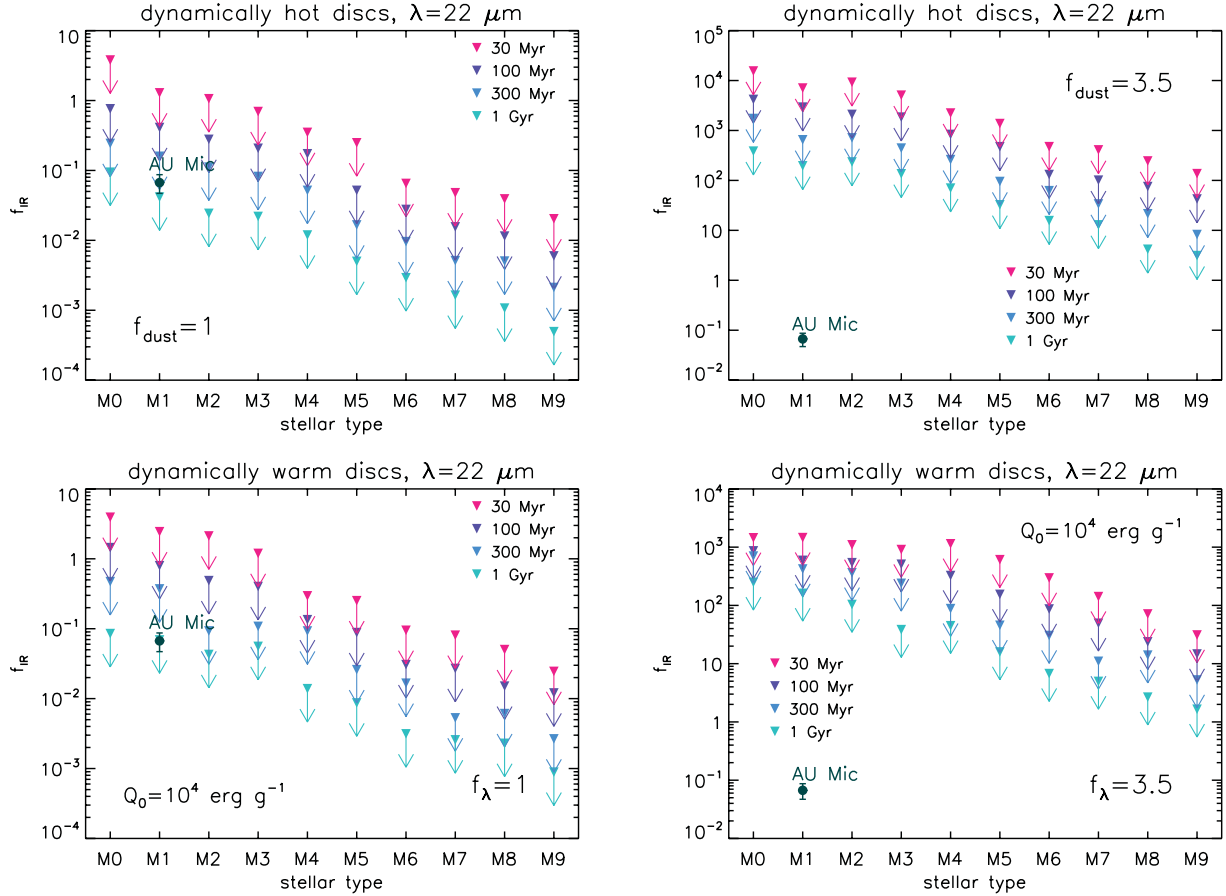 dynamically hot discs, λ=22 μm
10
1
10⁻¹
10⁻²
10⁻³
10⁻⁴
f_IR
30 Myr
100 Myr
300 Myr
1 Gyr
AU Mic
f_dust=1
M0 M1 M2 M3 M4 M5 M6 M7 M8 M9
stellar type
dynamically hot discs, λ=22 μm
10⁵
10⁴
10³
10²
10
1
10⁻¹
10⁻²
f_IR
f_dust=3.5
30 Myr
100 Myr
300 Myr
1 Gyr
AU Mic
M0 M1 M2 M3 M4 M5 M6 M7 M8 M9
stellar type
dynamically warm discs, λ=22 μm
10
1
10⁻¹
10⁻²
10⁻³
10⁻⁴
f_IR
30 Myr
100 Myr
300 Myr
1 Gyr
AU Mic
Q₀=10⁴ erg g⁻¹
f_λ=1
M0 M1 M2 M3 M4 M5 M6 M7 M8 M9
stellar type
dynamically warm discs, λ=22 μm
10⁴
10³
10²
10
1
10⁻¹
10⁻²
f_IR
Q₀=10⁴ erg g⁻¹
30 Myr
100 Myr
300 Myr
1 Gyr
AU Mic
f_λ=3.5
M0 M1 M2 M3 M4 M5 M6 M7 M8 M9
stellar type